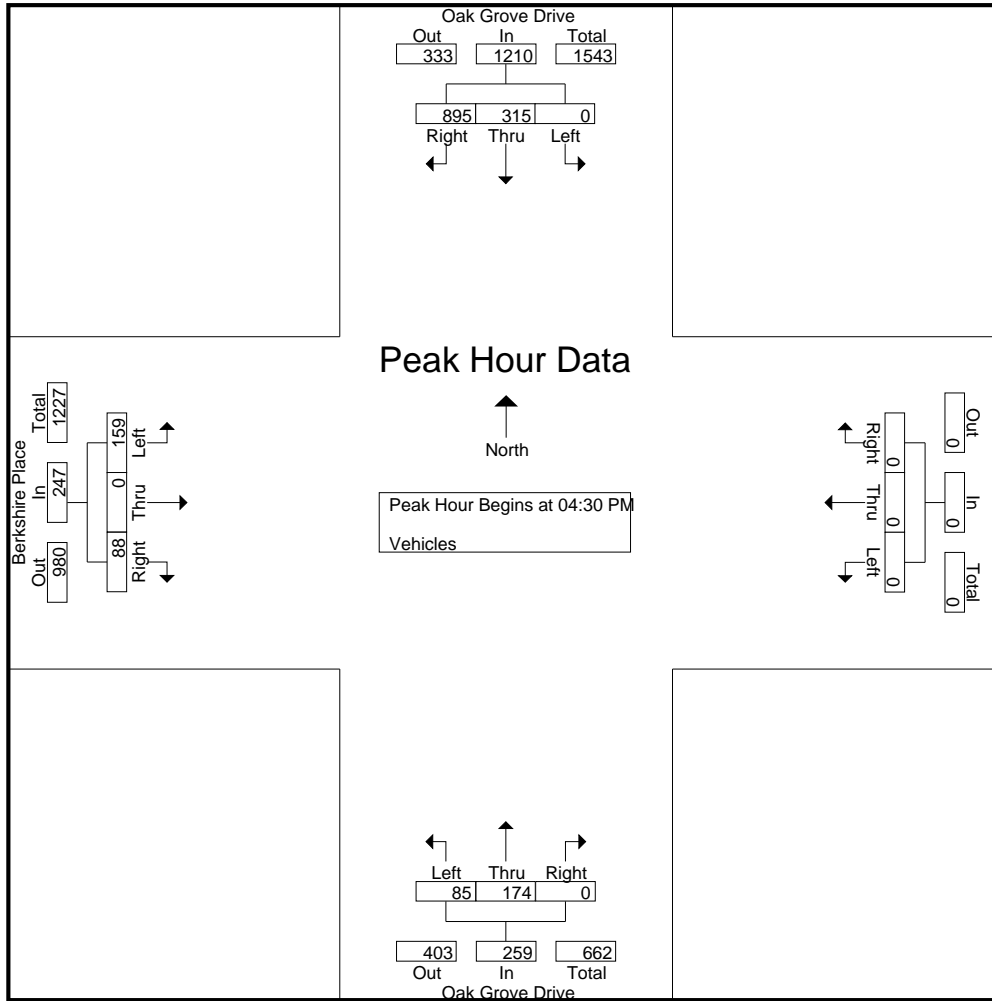 Oak Grove Drive
Out In Total
333 1210 1543
895 315 0
Right Thru Left
Peak Hour Data
North
Peak Hour Begins at 04:30 PM
Vehicles
Berkshire Place
Out In Total
980 247 1227
88 0 159
Right Thru Left
Out In Total
0 0 0
0 0 0
Right Thru Left
Left Thru Right
85 174 0
403 259 662
Out In Total
Oak Grove Drive